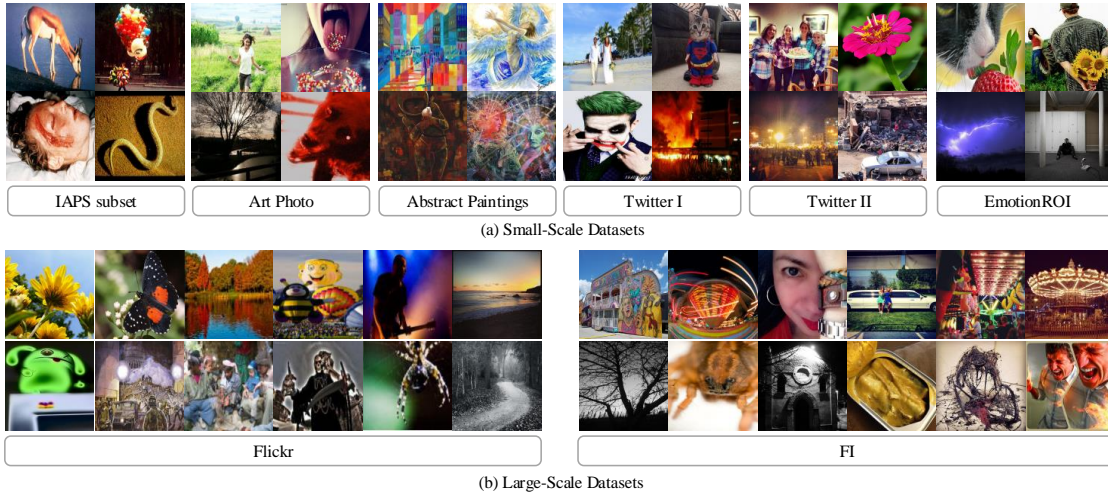 IAPS subset
Art Photo
Abstract Paintings
Twitter I
Twitter II
EmotionROI
(a) Small-Scale Datasets
Flickr
FI
(b) Large-Scale Datasets